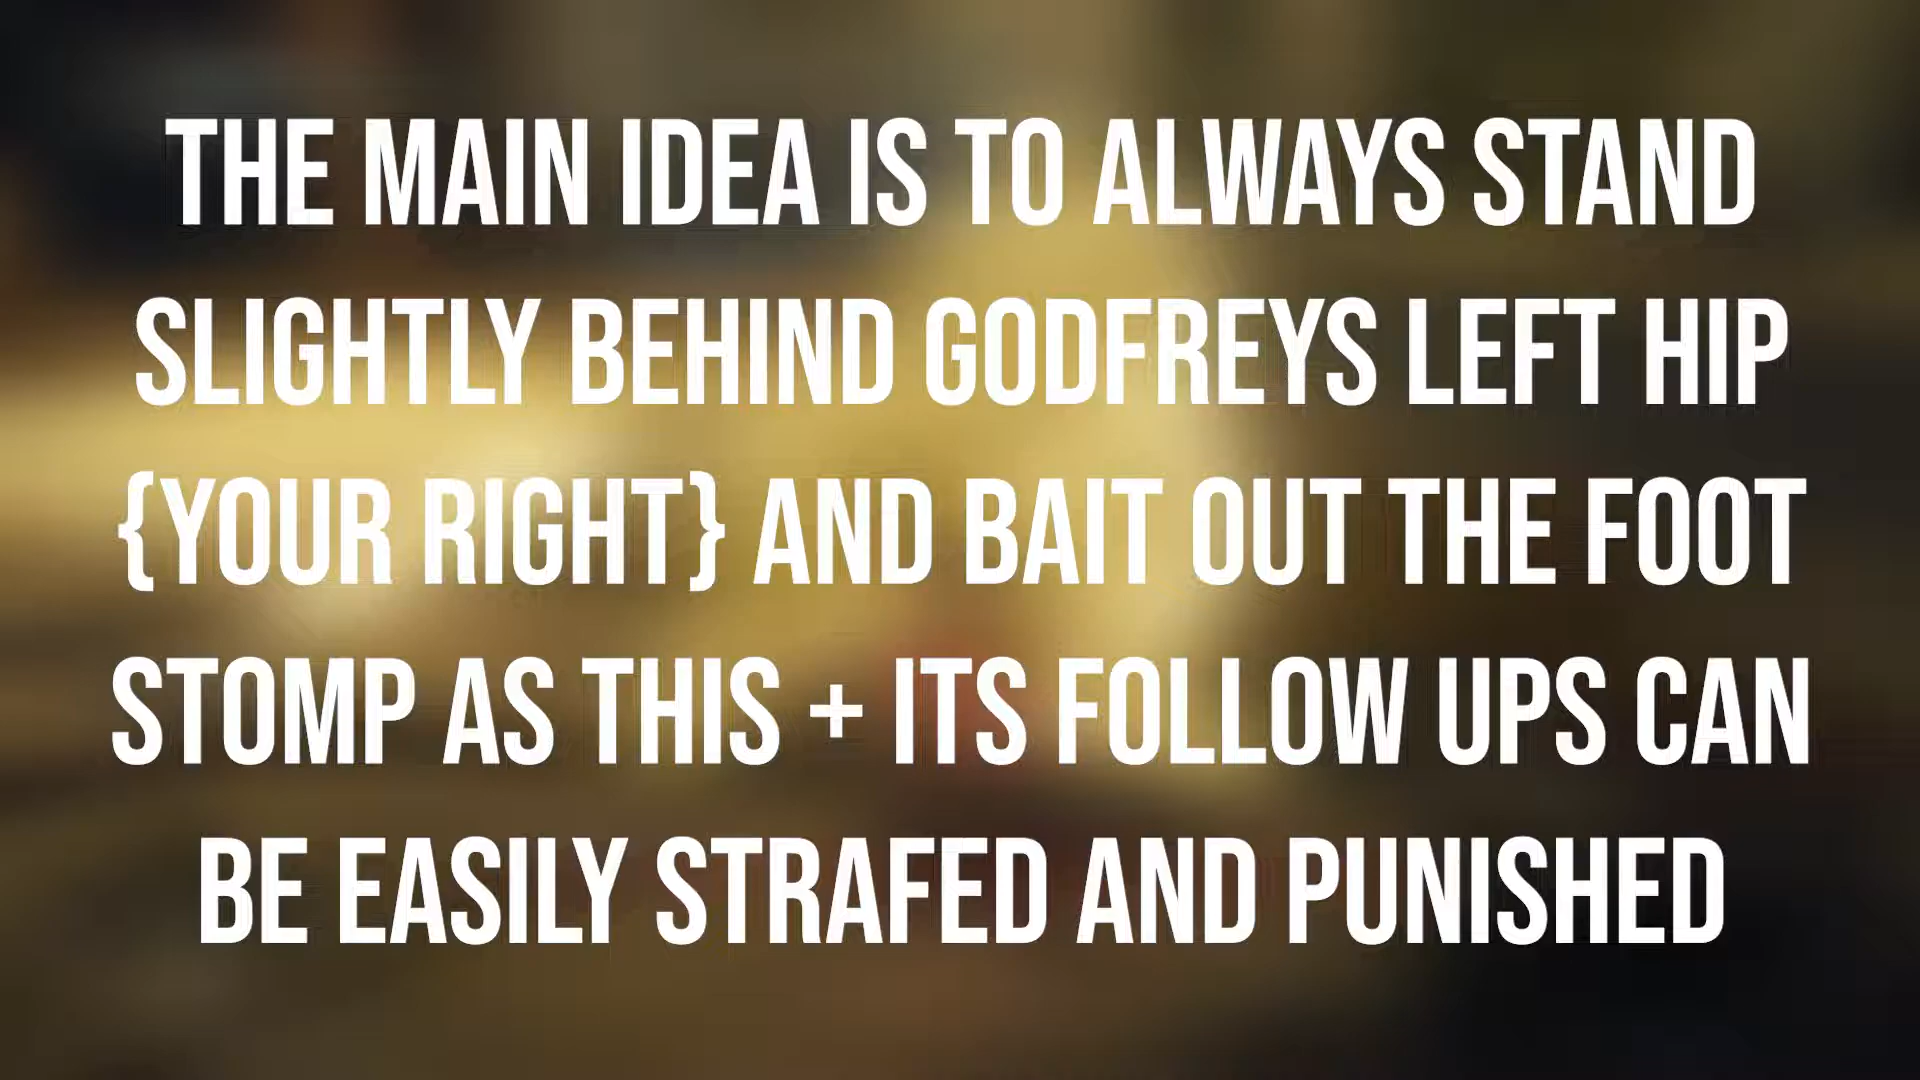 THE MAIN IDEA IS TO ALWAYS STAND
SLIGHTLY BEHIND GODFREYS LEFT HIP
{YOUR RIGHT} AND BAIT OUT THE FOOT
STOMP AS THIS + ITS FOLLOW UPS CAN
BE EASILY STRAFED AND PUNISHED